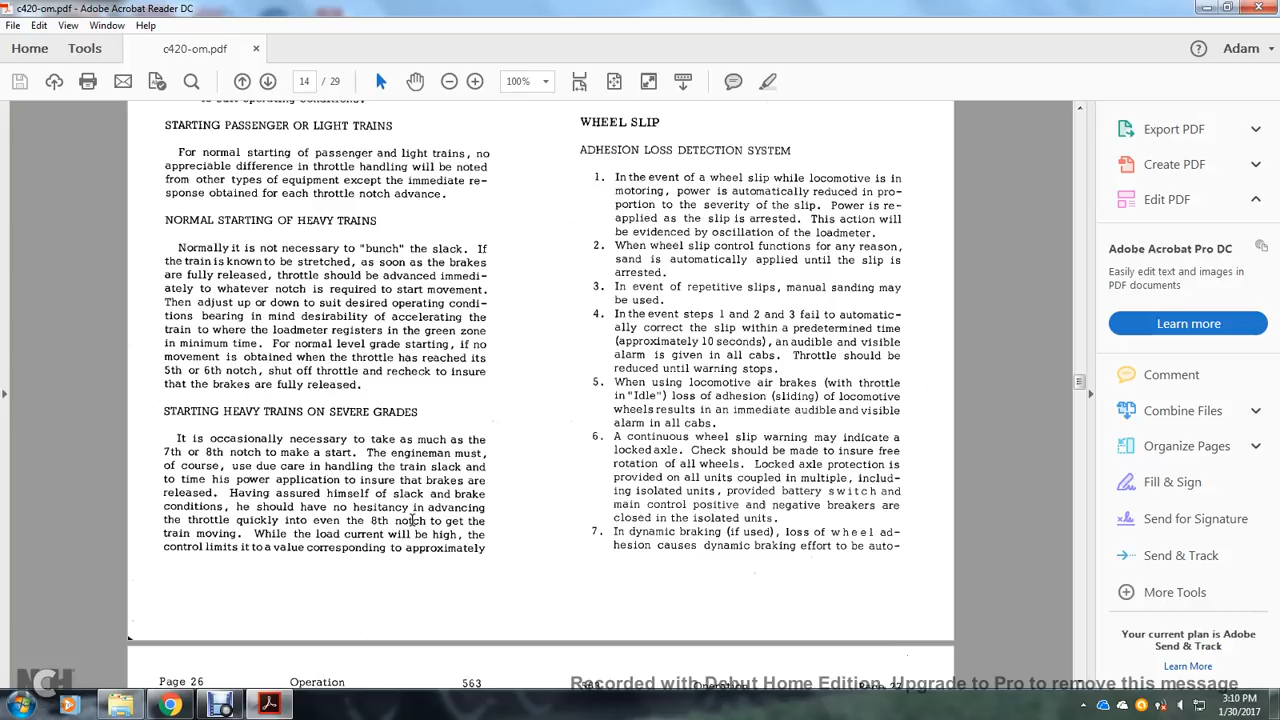 c420-om.pdf - Adobe Acrobat Reader DC
File Edit View Window Help
Home Tools c420-om.pdf × Adam
14 / 29 100%
to suit operating conditions.
STARTING PASSENGER OR LIGHT TRAINS
For normal starting of passenger and light trains, no
appreciable difference in throttle handling will be noted
from other types of equipment except the immediate re-
sponse obtained for each throttle notch advance.
NORMAL STARTING OF HEAVY TRAINS
Normally it is not necessary to "bunch" the slack. If
the train is known to be stretched, as soon as the brakes
are fully released, throttle should be advanced immedi-
ately to whatever notch is required to start movement.
Then adjust up or down to suit desired operating condi-
tions bearing in mind desirability of accelerating the
train to where the loadmeter registers in the green zone
in minimum time. For normal level grade starting, if no
movement is obtained when the throttle has reached its
5th or 6th notch, shut off throttle and recheck to insure
that the brakes are fully released.
STARTING HEAVY TRAINS ON SEVERE GRADES
It is occasionally necessary to take as much as the
7th or 8th notch to make a start. The engineman must,
of course, use due care in handling the train slack and
to time his power application to insure that brakes are
released. Having assured himself of slack and brake
conditions, he should have no hesitancy in advancing
the throttle quickly into even the 8th notch to get the
train moving. While the load current will be high, the
control limits it to a value corresponding to approximately
WHEEL SLIP
ADHESION LOSS DETECTION SYSTEM
1. In the event of a wheel slip while locomotive is in
motoring, power is automatically reduced in pro-
portion to the severity of the slip. Power is re-
applied as the slip is arrested. This action will
be evidenced by oscillation of the loadmeter.
2. When wheel slip control functions for any reason,
sand is automatically applied until the slip is
arrested.
3. In event of repetitive slips, manual sanding may
be used.
4. In the event steps 1 and 2 and 3 fail to automatic-
ally correct the slip within a predetermined time
(approximately 10 seconds), an audible and visible
alarm is given in all cabs. Throttle should be
reduced until warning stops.
5. When using locomotive air brakes (with throttle
in "Idle") loss of adhesion (sliding) of locomotive
wheels results in an immediate audible and visible
alarm in all cabs.
6. A continuous wheel slip warning may indicate a
locked axle. Check should be made to insure free
rotation of all wheels. Locked axle protection is
provided on all units coupled in multiple, includ-
ing isolated units, provided battery switch and
main control positive and negative breakers are
closed in the isolated units.
7. In dynamic braking (if used), loss of wheel ad-
hesion causes dynamic braking effort to be auto-
Page 26 Operation 563
Export PDF
Create PDF
Edit PDF
Adobe Acrobat Pro DC
Easily edit text and images in
PDF documents
Learn more
Comment
Combine Files
Organize Pages
Fill & Sign
Send for Signature
Send & Track
More Tools
Your current plan is Adobe
Send & Track
Learn More
NCH
Recorded with Debut Home Edition. Upgrade to Pro to remove this message
3:10 PM
1/30/2017